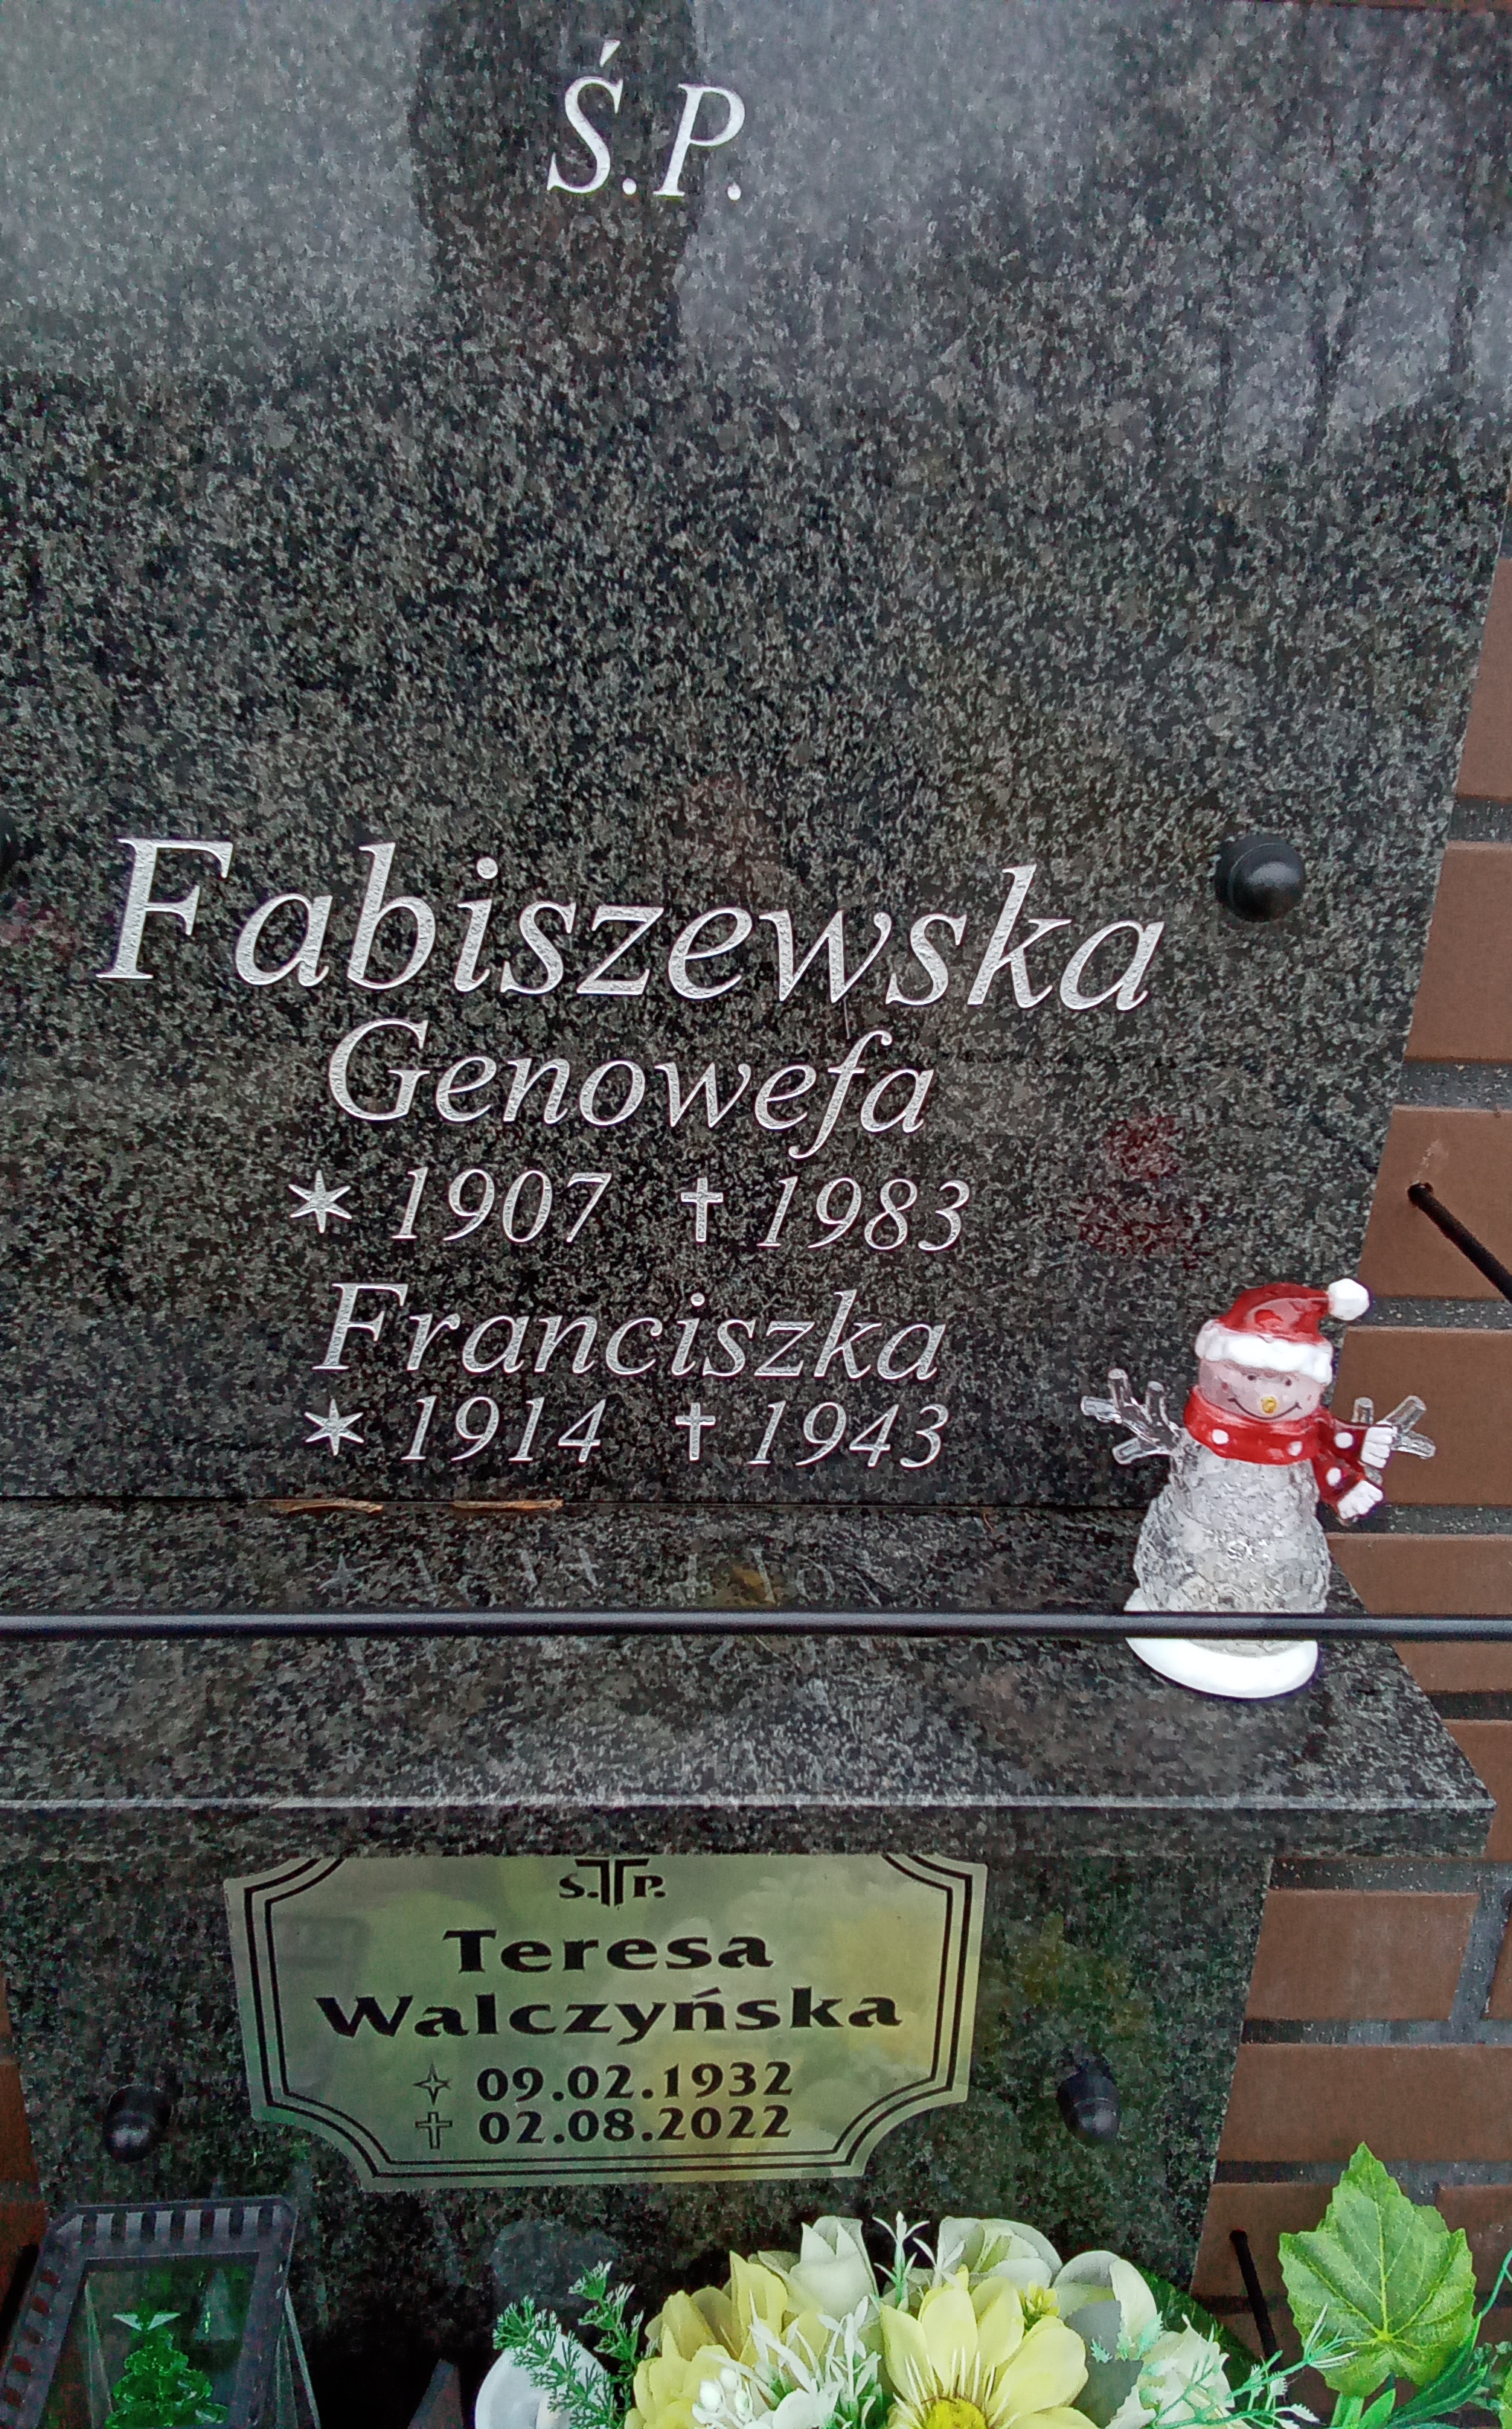 Ś.P.
Fabiszewska
Genowefa
* 1907 † 1983
Franciszka
* 1914 † 1943
Ś.P.
Teresa
Walczyńska
09.02.1932
02.08.2022